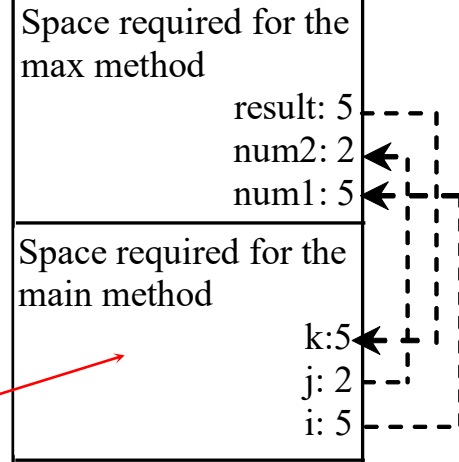 Space required for the
max method
result: 5
num2: 2
num1: 5
Space required for the
main method
k:5
j: 2
i: 5